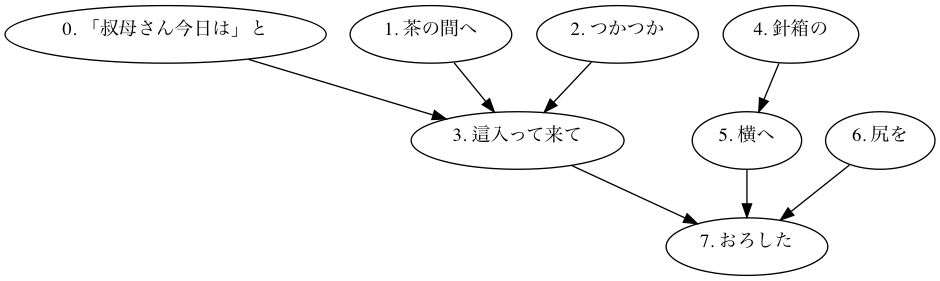 0. 「叔母さん今日は」と
1. 茶の間へ
2. つかつか
4. 針箱の
3. 這入って来て
5. 横へ
6. 尻を
7. おろした